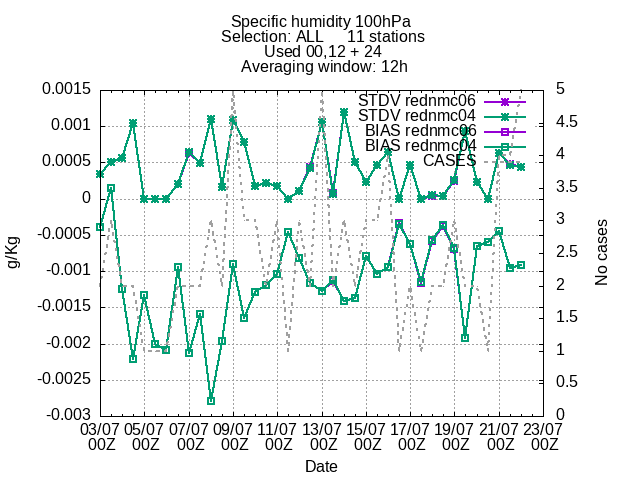 Specific humidity 100hPa
Selection: ALL 11 stations
Used 00,12 + 24
Averaging window: 12h
0.0015
0.001
0.0005
0
-0.0005
-0.001
-0.0015
-0.002
-0.0025
-0.003
g/Kg
STDV rednmc06
STDV rednmc04
BIAS rednmc06
BIAS rednmc04
CASES
5
4.5
4
3.5
3
2.5
2
1.5
1
0.5
0
No cases
03/07 05/07 07/07 09/07 11/07 13/07 15/07 17/07 19/07 21/07 23/07
00Z 00Z 00Z 00Z 00Z 00Z 00Z 00Z 00Z 00Z 00Z
Date